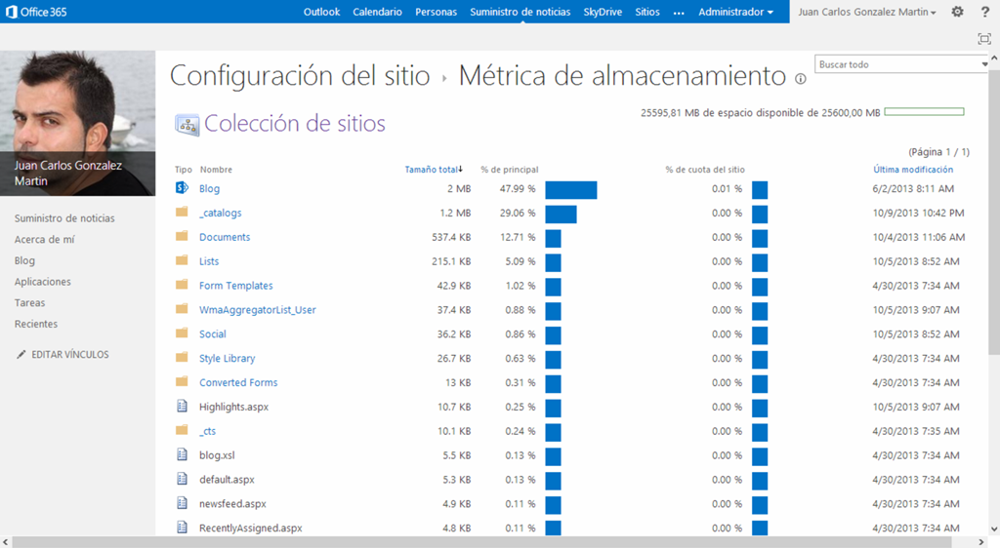 Office 365 Outlook Calendario Personas Suministro de noticias SkyDrive Sitios ... Administrador Juan Carlos Gonzalez Martin ?
Buscar todo
Configuración del sitio › Métrica de almacenamiento
25595,81 MB de espacio disponible de 25600,00 MB
Colección de sitios
(Página 1 / 1)
Juan Carlos Gonzalez
Martin
Suministro de noticias
Acerca de mí
Blog
Aplicaciones
Tareas
Recientes
EDITAR VÍNCULOS
Tipo Nombre Tamaño total↓ % de principal % de cuota del sitio Última modificación
Blog 2 MB 47.99 % 0.01 % 6/2/2013 8:11 AM
_catalogs 1.2 MB 29.06 % 0.00 % 10/9/2013 10:42 PM
Documents 537.4 KB 12.71 % 0.00 % 10/4/2013 11:06 AM
Lists 215.1 KB 5.09 % 0.00 % 10/5/2013 8:52 AM
Form Templates 42.9 KB 1.02 % 0.00 % 4/30/2013 7:34 AM
WmaAggregatorList_User 37.4 KB 0.88 % 0.00 % 10/5/2013 9:07 AM
Social 36.2 KB 0.86 % 0.00 % 10/5/2013 8:52 AM
Style Library 26.7 KB 0.63 % 0.00 % 4/30/2013 7:34 AM
Converted Forms 13 KB 0.31 % 0.00 % 4/30/2013 7:34 AM
Highlights.aspx 10.7 KB 0.25 % 0.00 % 10/5/2013 9:07 AM
_cts 10.1 KB 0.24 % 0.00 % 4/30/2013 7:35 AM
blog.xsl 5.5 KB 0.13 % 0.00 % 4/30/2013 7:34 AM
default.aspx 5.3 KB 0.13 % 0.00 % 4/30/2013 7:34 AM
newsfeed.aspx 4.9 KB 0.11 % 0.00 % 4/30/2013 7:34 AM
RecentlyAssigned.aspx 4.8 KB 0.11 % 0.00 % 4/30/2013 7:34 AM